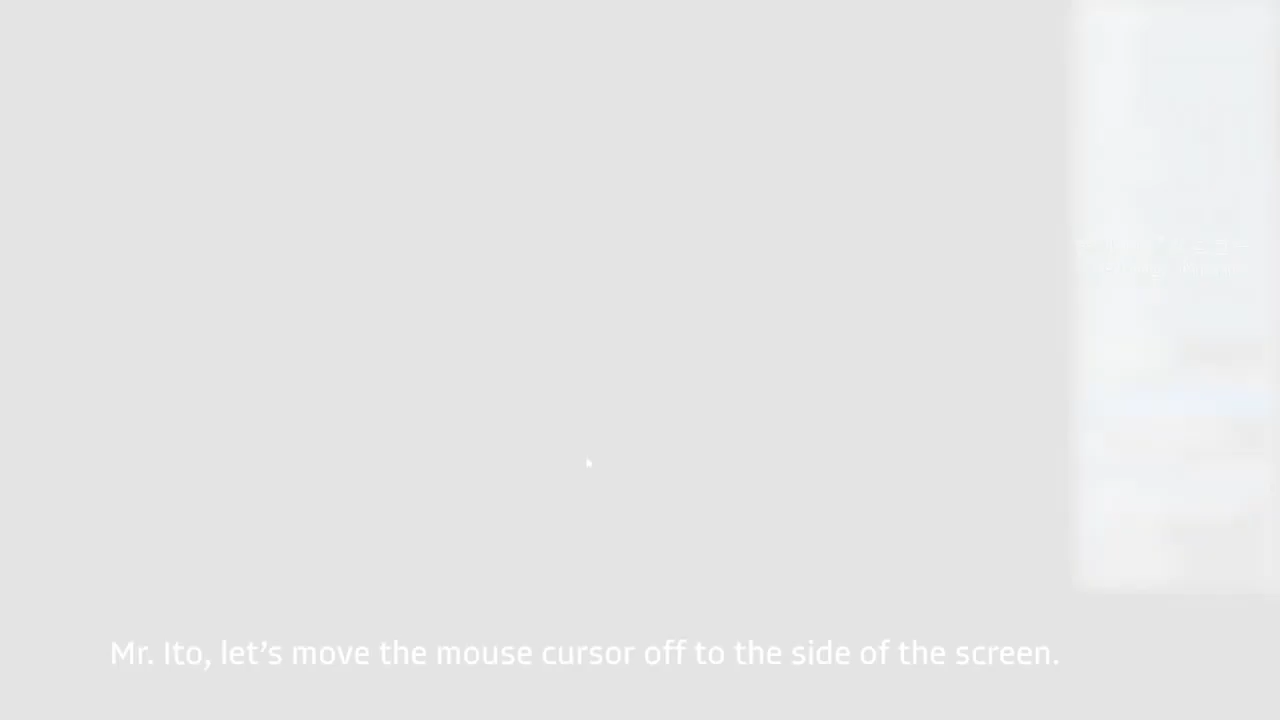 Mr. Ito, let’s move the mouse cursor off to the side of the screen.